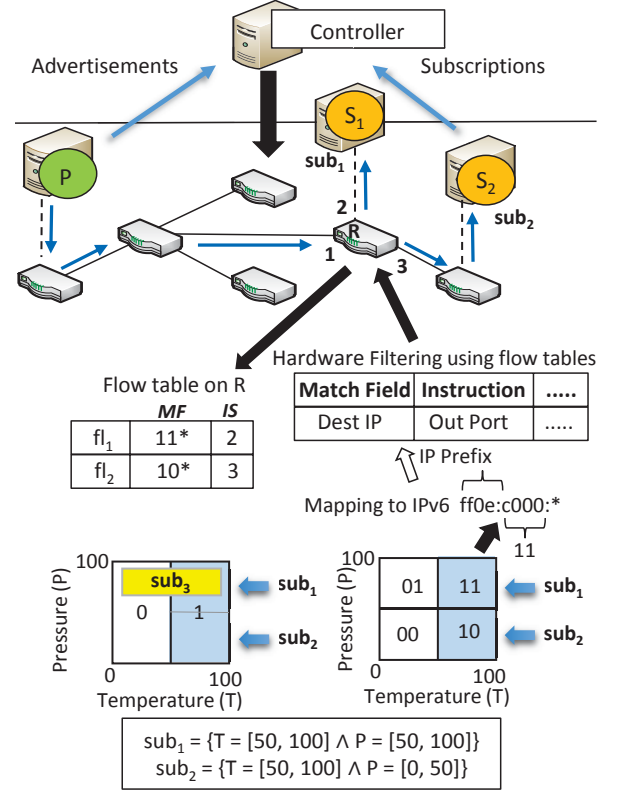 Controller
Advertisements
Subscriptions
S1
P
sub1
S2
sub2
2
R
1
3
Hardware Filtering using flow tables
Match Field Instruction .....
Dest IP Out Port .....
Flow table on R
MF IS
fl1 11* 2
fl2 10* 3
IP Prefix
Mapping to IPv6 ff0e:c000:*
11
100
Pressure (P)
sub3
0 1
sub1
sub2
0 100
Temperature (T)
100
Pressure (P)
01 11
00 10
sub1
sub2
0 100
Temperature (T)
sub1 = {T = [50, 100] ∧ P = [50, 100]}
sub2 = {T = [50, 100] ∧ P = [0, 50]}